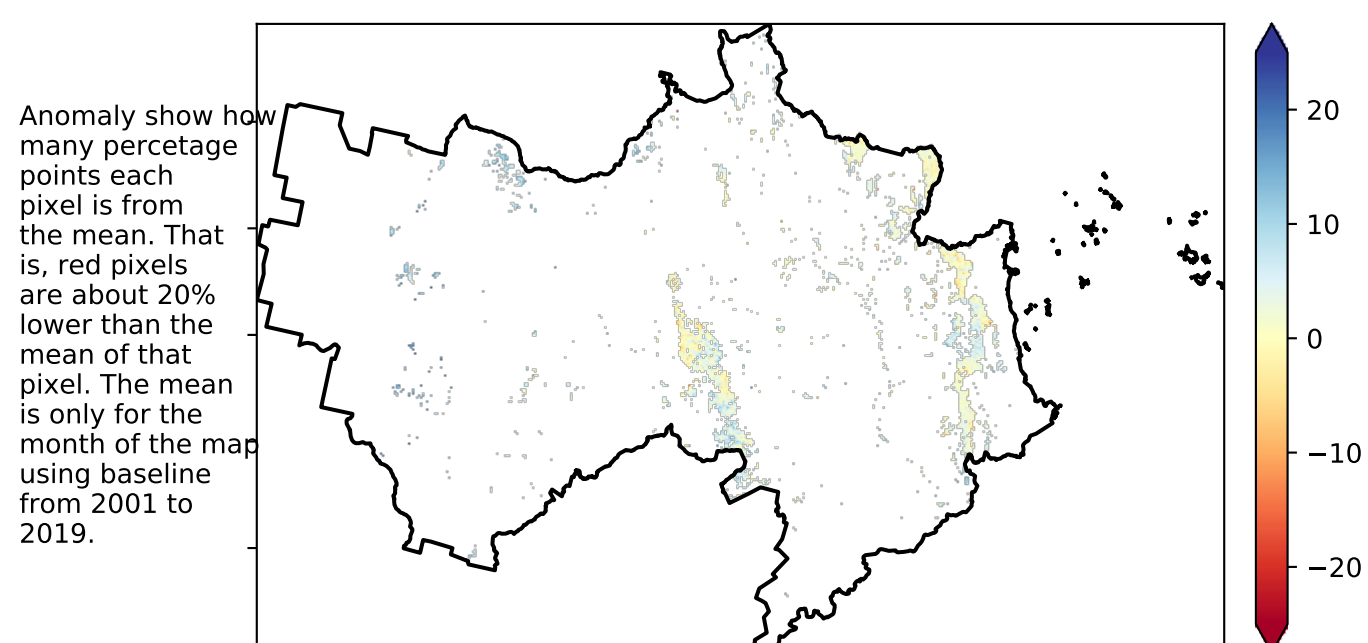 Anomaly show how
many percetage
points each
pixel is from
the mean. That
is, red pixels
are about 20%
lower than the
mean of that
pixel. The mean
is only for the
month of the map
using baseline
from 2001 to
2019.
20
10
0
−10
−20